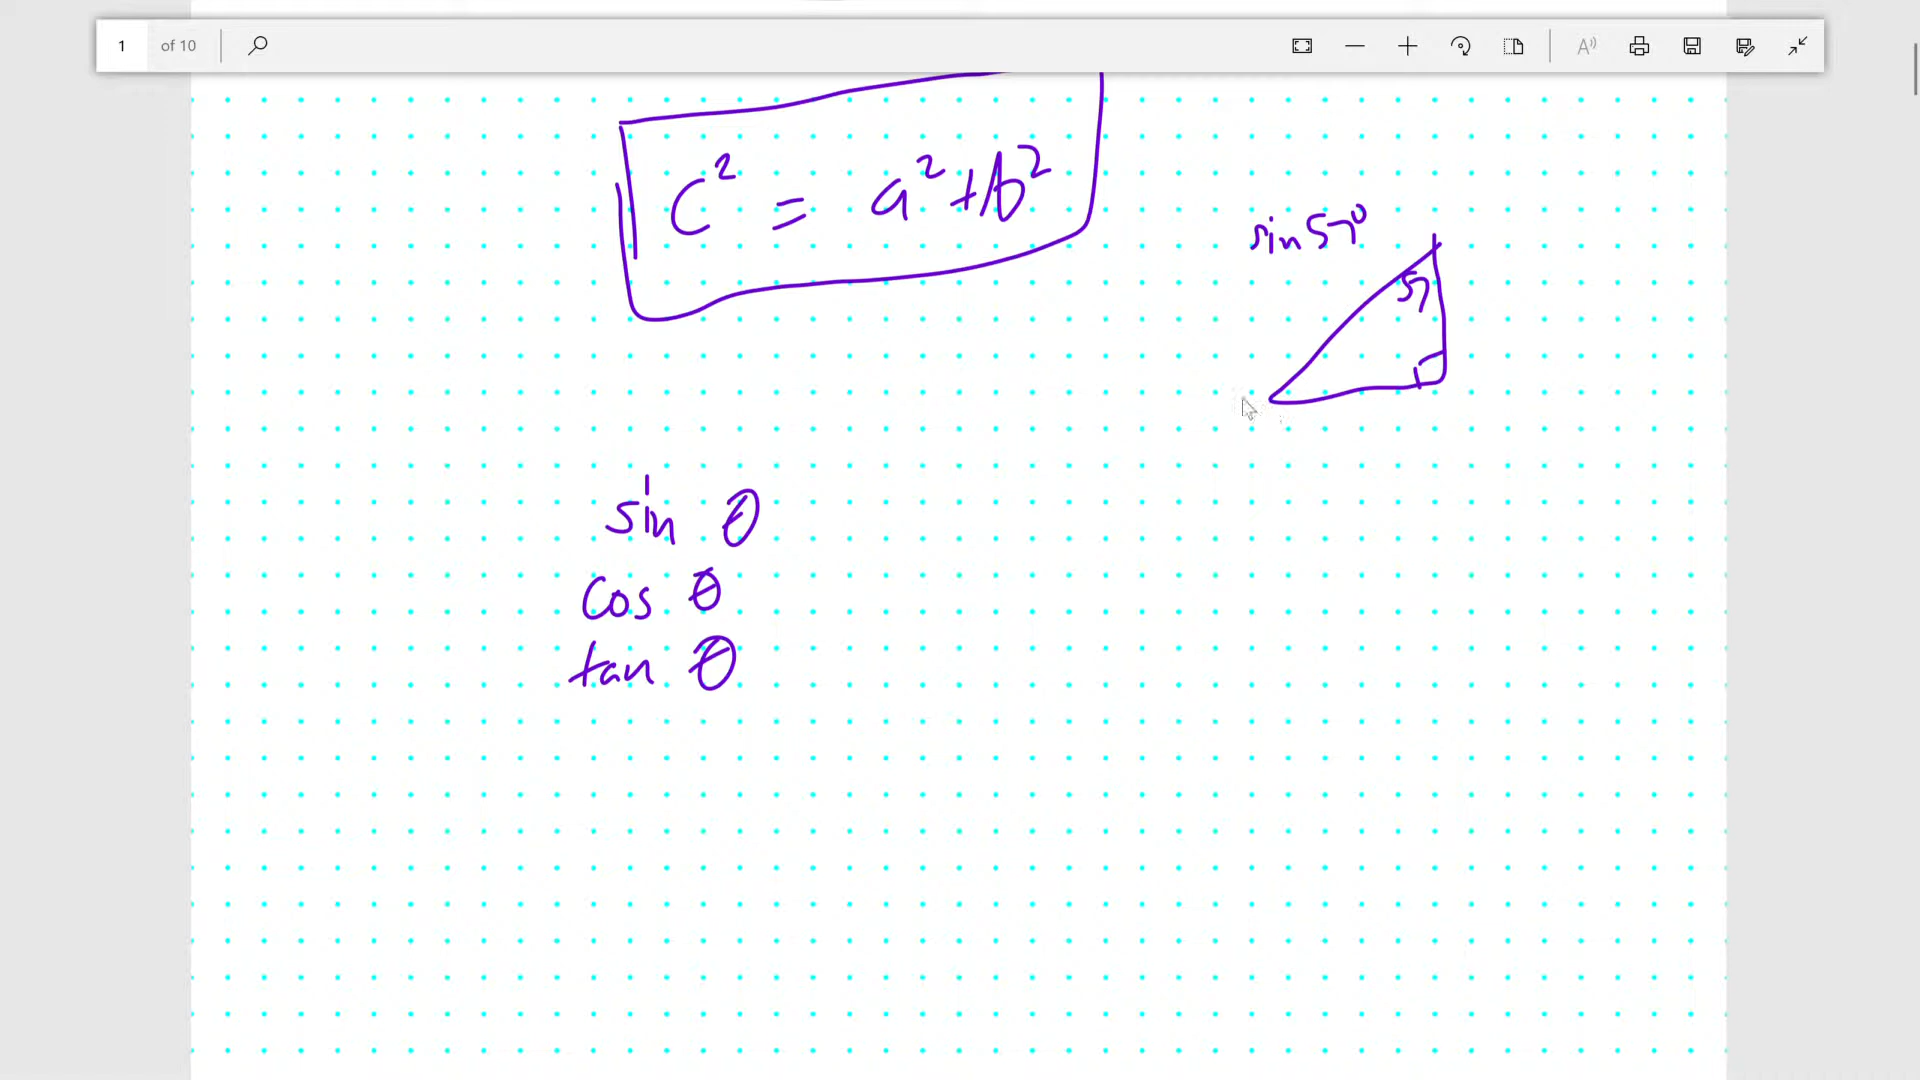 1 of 10
c² = a²+b²
sin 57°
57
sin θ
cos θ
tan θ